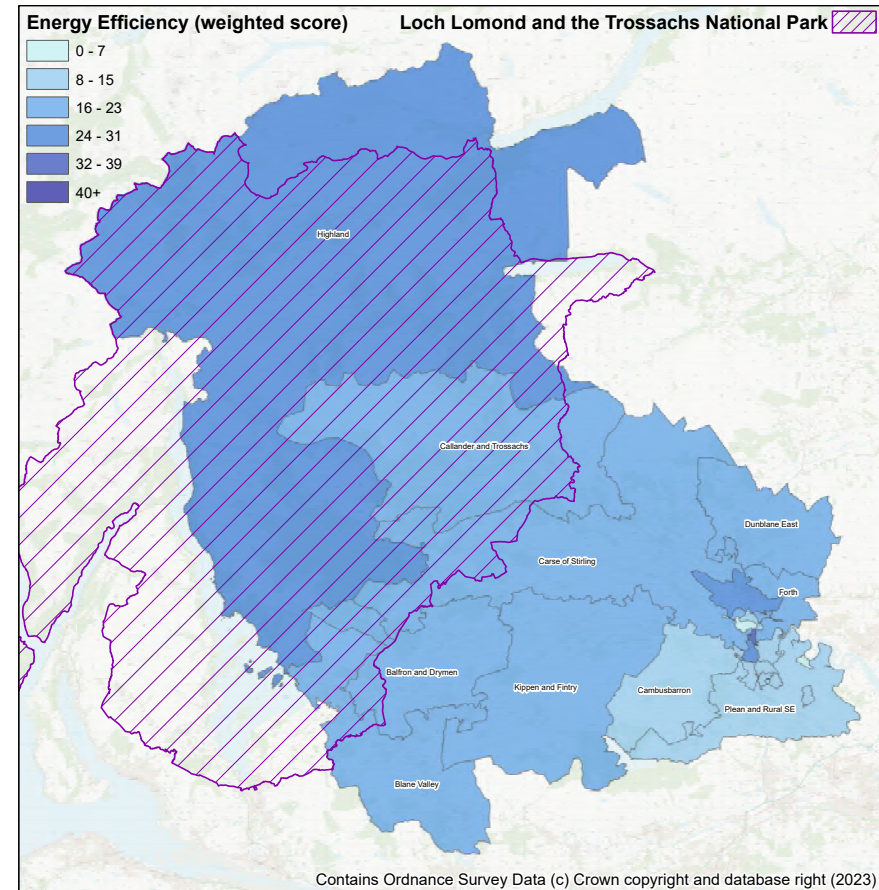 Energy Efficiency (weighted score)
Loch Lomond and the Trossachs National Park
0 - 7
8 - 15
16 - 23
24 - 31
32 - 39
40+
Highland
Callander and Trossachs
Dunblane East
Carse of Stirling
Forth
Balfron and Drymen
Kippen and Fintry
Cambusbarron
Plean and Rural SE
Blane Valley
Contains Ordnance Survey Data (c) Crown copyright and database right (2023)